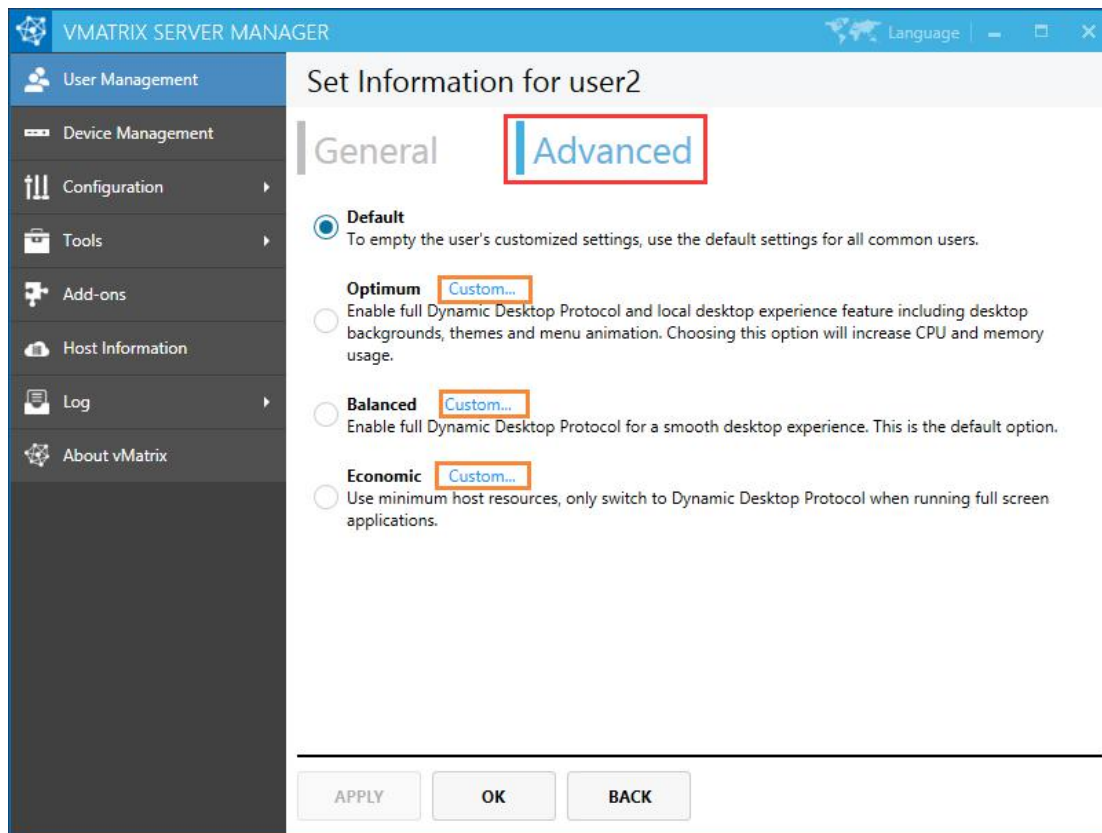 VMATRIX SERVER MANAGER
Language
User Management
Device Management
Configuration
Tools
Add-ons
Host Information
Log
About vMatrix
Set Information for user2
General
Advanced
Default
To empty the user's customized settings, use the default settings for all common users.
Optimum Custom...
Enable full Dynamic Desktop Protocol and local desktop experience feature including desktop
backgrounds, themes and menu animation. Choosing this option will increase CPU and memory
usage.
Balanced Custom...
Enable full Dynamic Desktop Protocol for a smooth desktop experience. This is the default option.
Economic Custom...
Use minimum host resources, only switch to Dynamic Desktop Protocol when running full screen
applications.
APPLY
OK
BACK